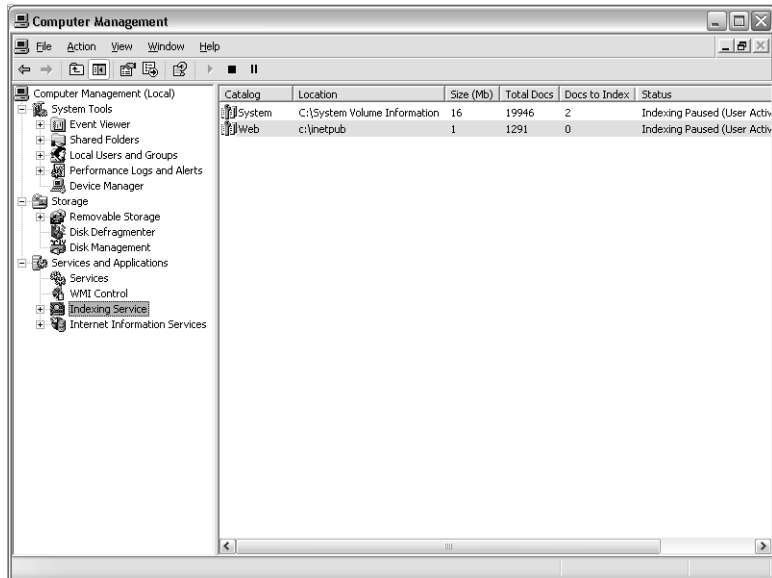 Computer Management
File Action View Window Help
Computer Management (Local)
System Tools
Event Viewer
Shared Folders
Local Users and Groups
Performance Logs and Alerts
Device Manager
Storage
Removable Storage
Disk Defragmenter
Disk Management
Services and Applications
Services
WMI Control
Indexing Service
Internet Information Services
Catalog Location Size (Mb) Total Docs Docs to Index Status
System C:\System Volume Information 16 19946 2 Indexing Paused (User Activ
Web c:\inetpub 1 1291 0 Indexing Paused (User Activ